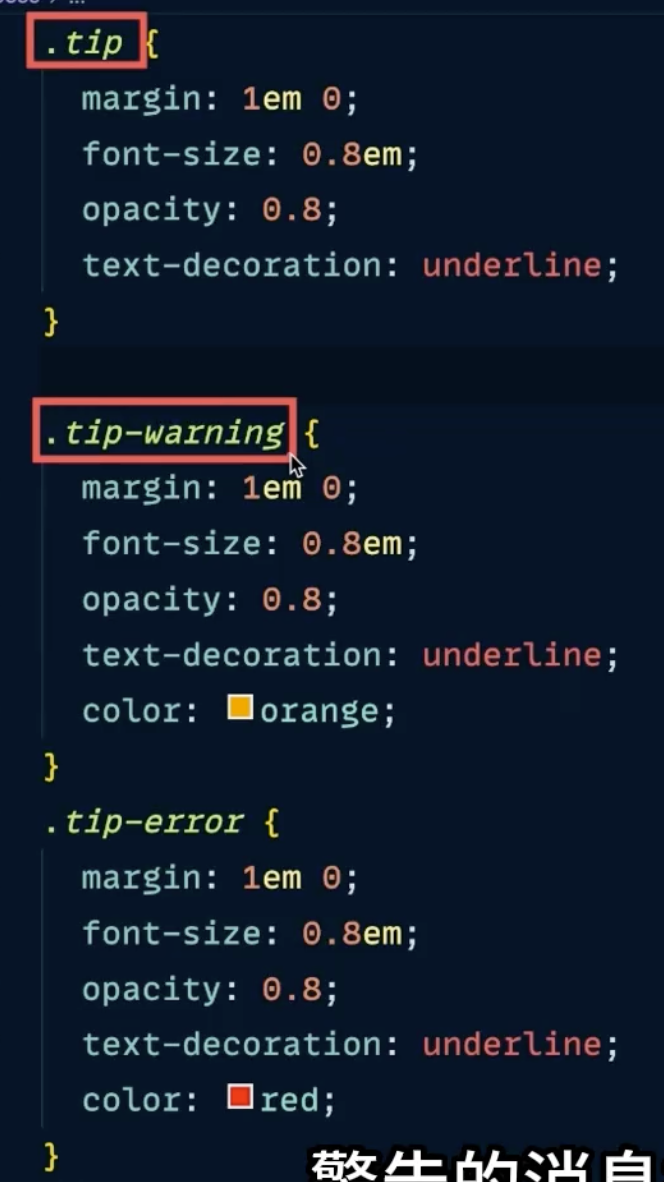 .tip {
margin: 1em 0;
font-size: 0.8em;
opacity: 0.8;
text-decoration: underline;
}
.tip-warning {
margin: 1em 0;
font-size: 0.8em;
opacity: 0.8;
text-decoration: underline;
color: orange;
}
.tip-error {
margin: 1em 0;
font-size: 0.8em;
opacity: 0.8;
text-decoration: underline;
color: red;
}
警告的消息